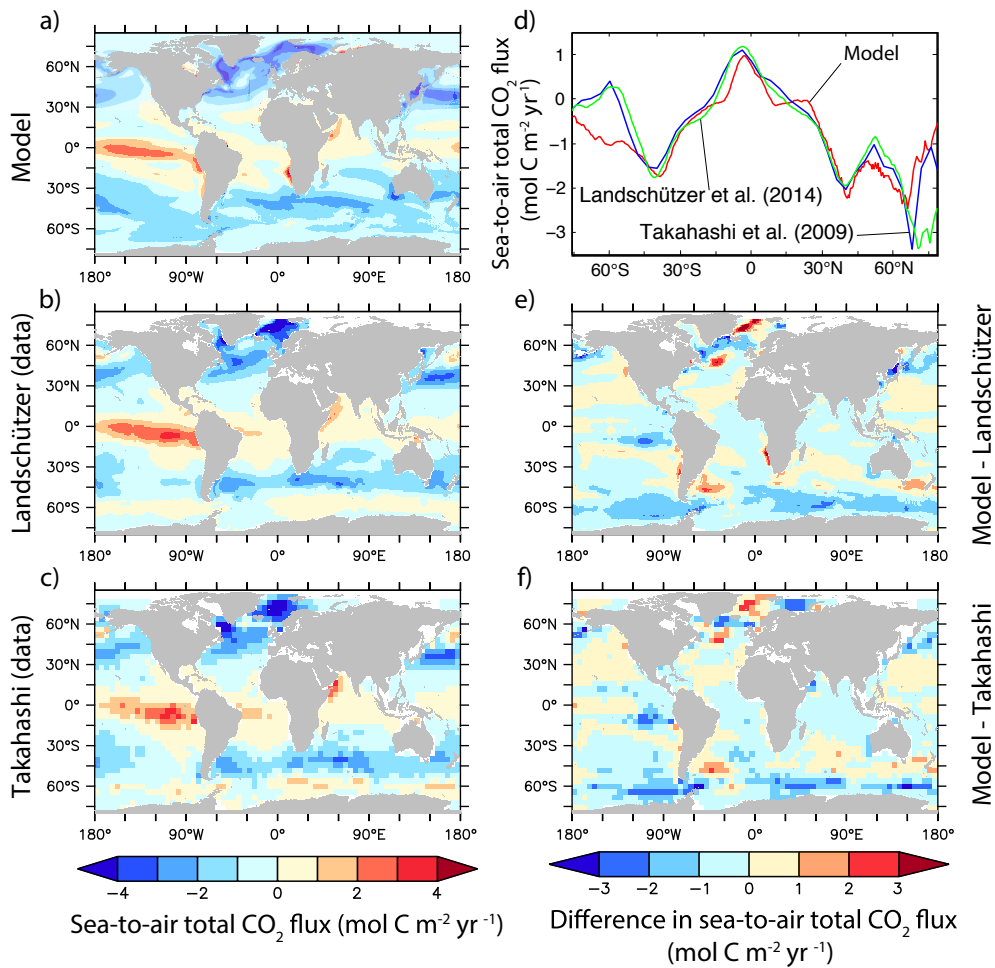 a)
Model
60°N
30°N
0°
30°S
60°S
180°
90°W
0°
90°E
180°
d)
Sea-to-air total CO2 flux
(mol C m-2 yr-1)
1
0
−1
−2
−3
Model
Landschützer et al. (2014)
Takahashi et al. (2009)
60°S
30°S
0
30°N
60°N
b)
Landschützer (data)
60°N
30°N
0°
30°S
60°S
180°
90°W
0°
90°E
180°
e)
60°N
30°N
0°
30°S
60°S
180°
90°W
0°
90°E
180°
Model - Landschützer
c)
Takahashi (data)
60°N
30°N
0°
30°S
60°S
180°
90°W
0°
90°E
180°
f)
60°N
30°N
0°
30°S
60°S
180°
90°W
0°
90°E
180°
Model - Takahashi
−4 −2 0 2 4
Sea-to-air total CO2 flux (mol C m-2 yr -1)
−3 −2 −1 0 1 2 3
Difference in sea-to-air total CO2 flux
(mol C m-2 yr -1)